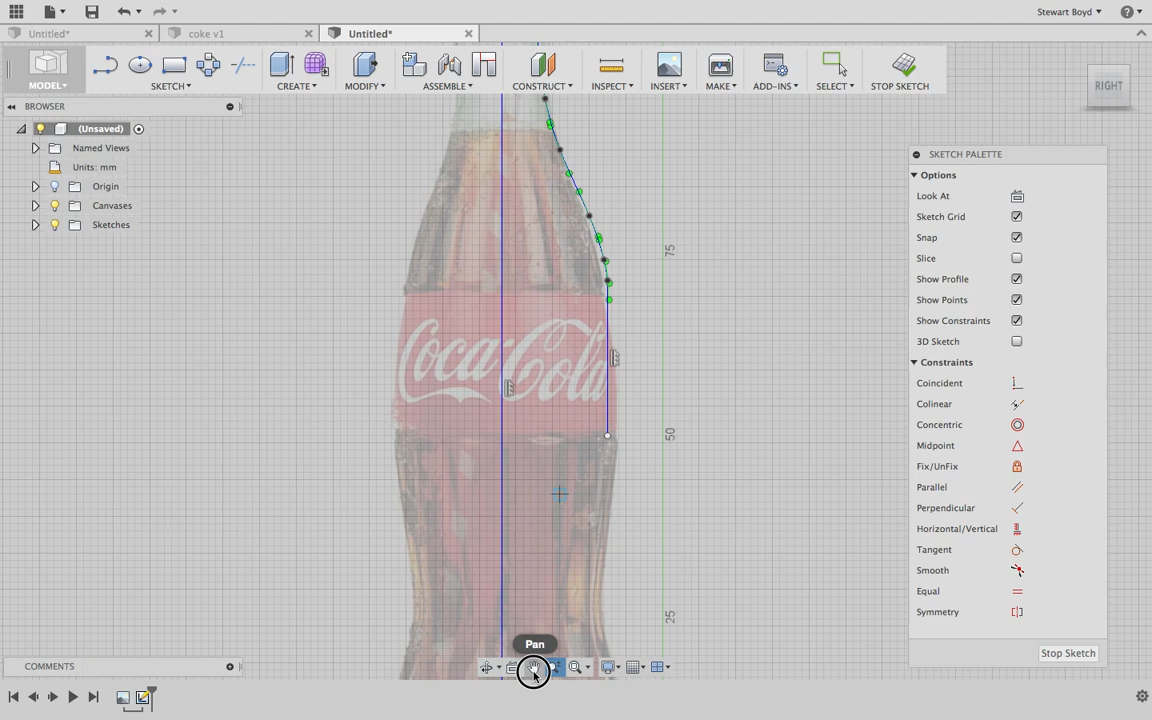 Stewart Boyd
Untitled*
coke v1
Untitled*
MODEL
SKETCH
CREATE
MODIFY
ASSEMBLE
CONSTRUCT
INSPECT
INSERT
MAKE
ADD-INS
SELECT
STOP SKETCH
RIGHT
BROWSER
(Unsaved)
Named Views
Units: mm
Origin
Canvases
Sketches
SKETCH PALETTE
Options
Look At
Sketch Grid
Snap
Slice
Show Profile
Show Points
Show Constraints
3D Sketch
Constraints
Coincident
Colinear
Concentric
Midpoint
Fix/UnFix
Parallel
Perpendicular
Horizontal/Vertical
Tangent
Smooth
Equal
Symmetry
Stop Sketch
75
50
25
Coca-Cola
Pan
COMMENTS